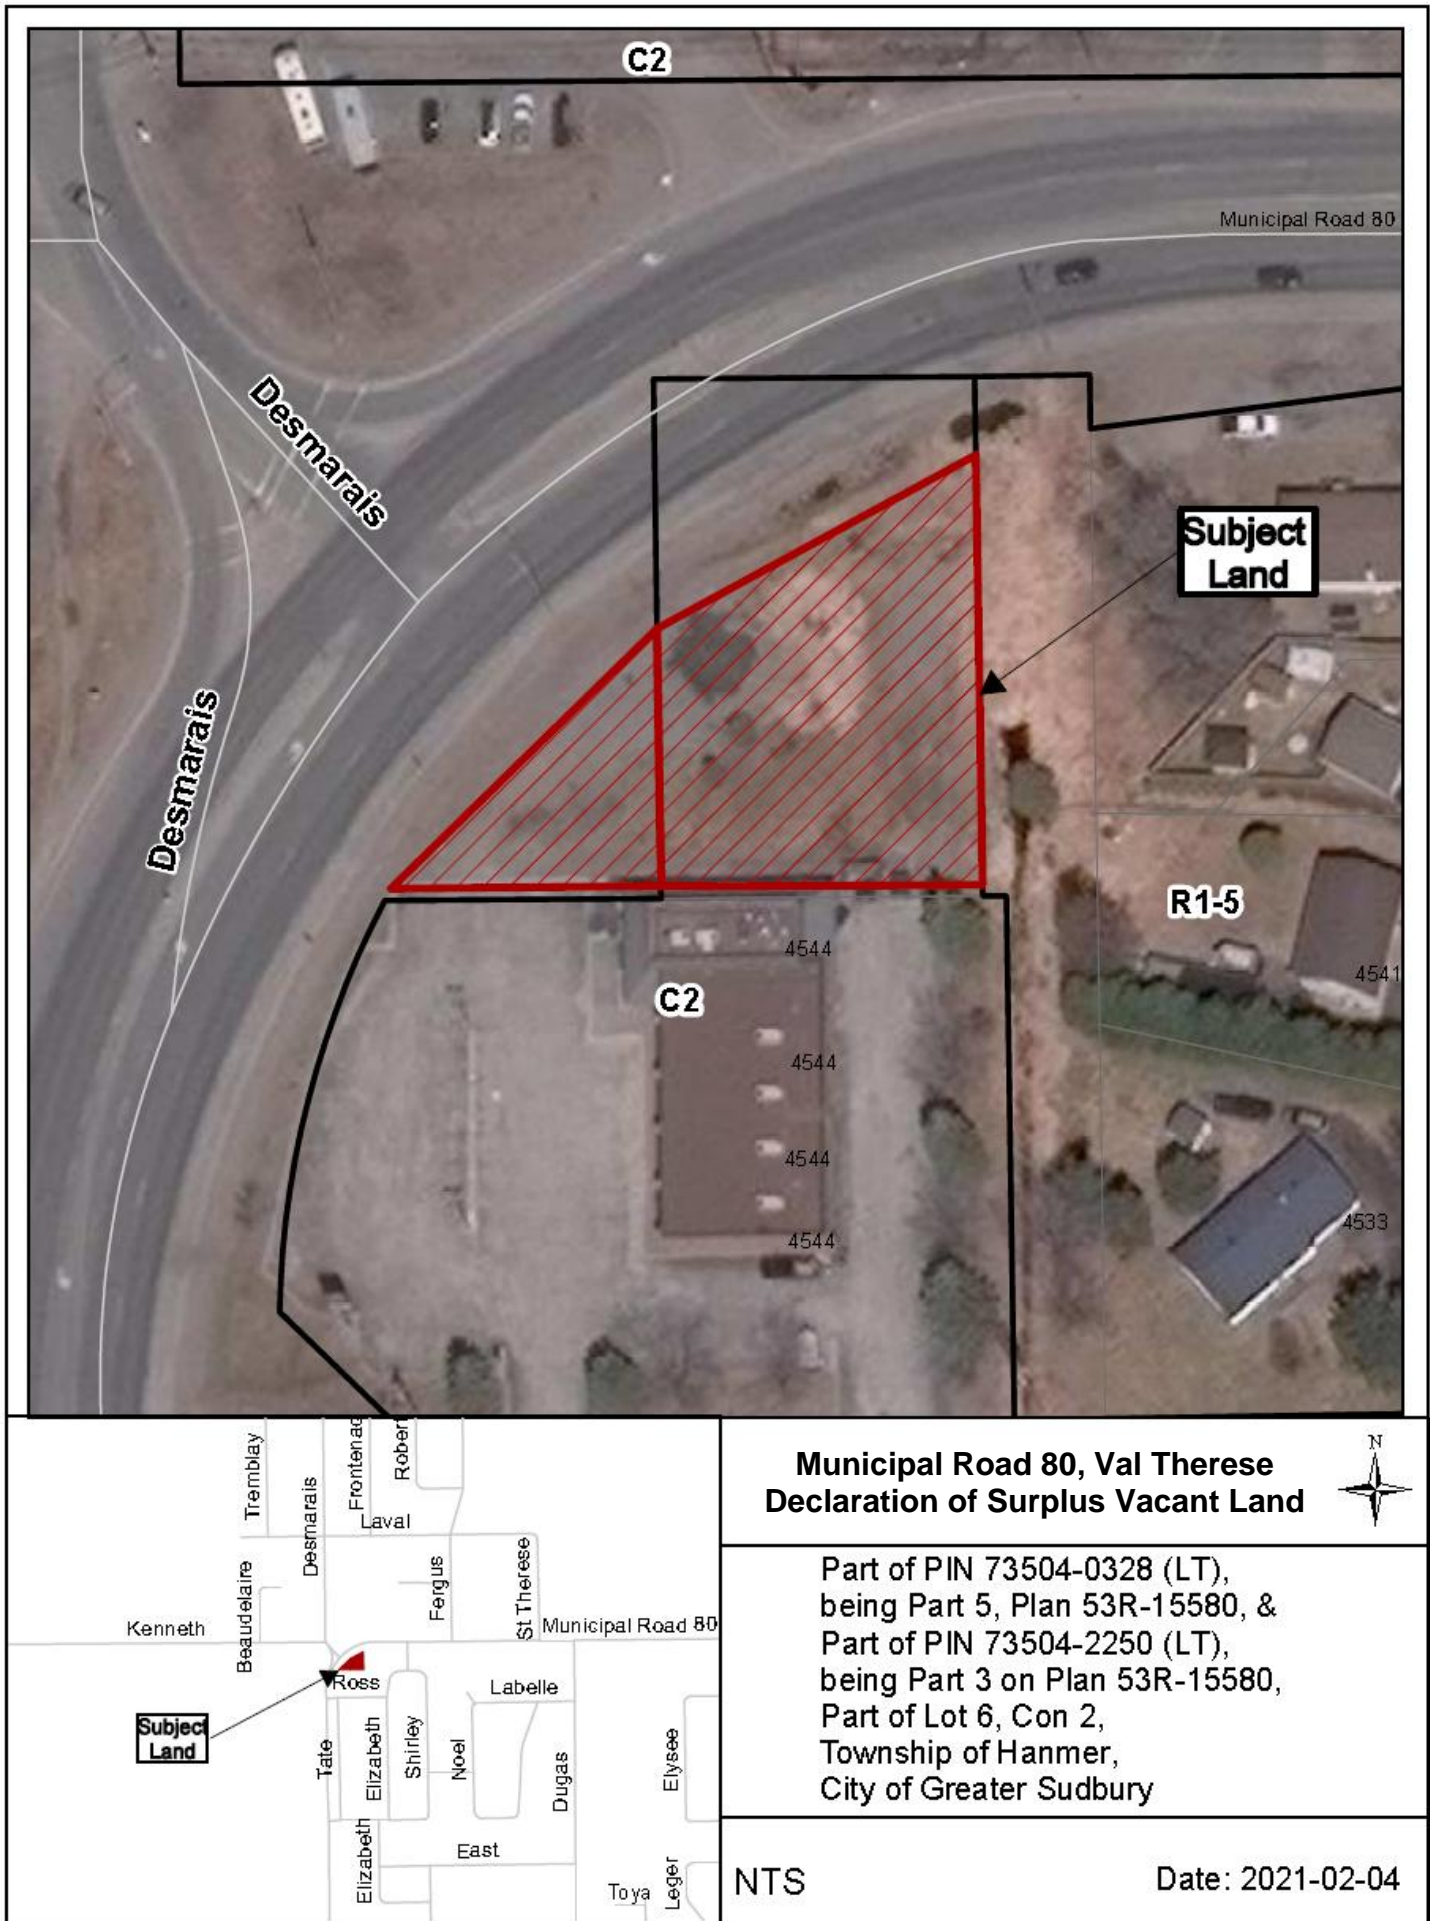 C2
Municipal Road 80
Desmarais
Subject
Land
Desmarais
R1-5
4544
4541
C2
4544
4544
4533
4544
Tremblay
Desmarais
Frontenac
Robert
Laval
Beaudelaire
Fergus
St Therese
Kenneth
Municipal Road 80
Ross
Labelle
Subject
Land
Tate
Elizabeth
Shirley
Noel
Dugas
Elysee
Elizabeth
East
Toya
Leger
N
Municipal Road 80, Val Therese
Declaration of Surplus Vacant Land
Part of PIN 73504-0328 (LT),
being Part 5, Plan 53R-15580, &
Part of PIN 73504-2250 (LT),
being Part 3 on Plan 53R-15580,
Part of Lot 6, Con 2,
Township of Hanmer,
City of Greater Sudbury
NTS
Date: 2021-02-04